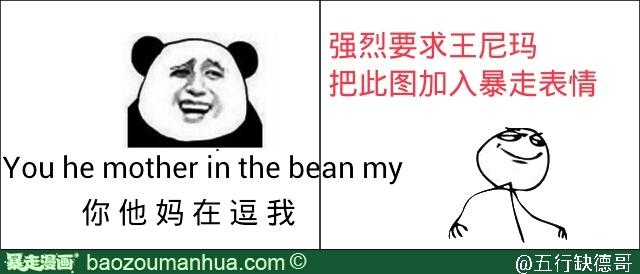 You he mother in the bean my
你他妈在逗我
强烈要求王尼玛
把此图加入暴走表情
暴走漫画 baozoumanhua.com ©
@五行缺德哥